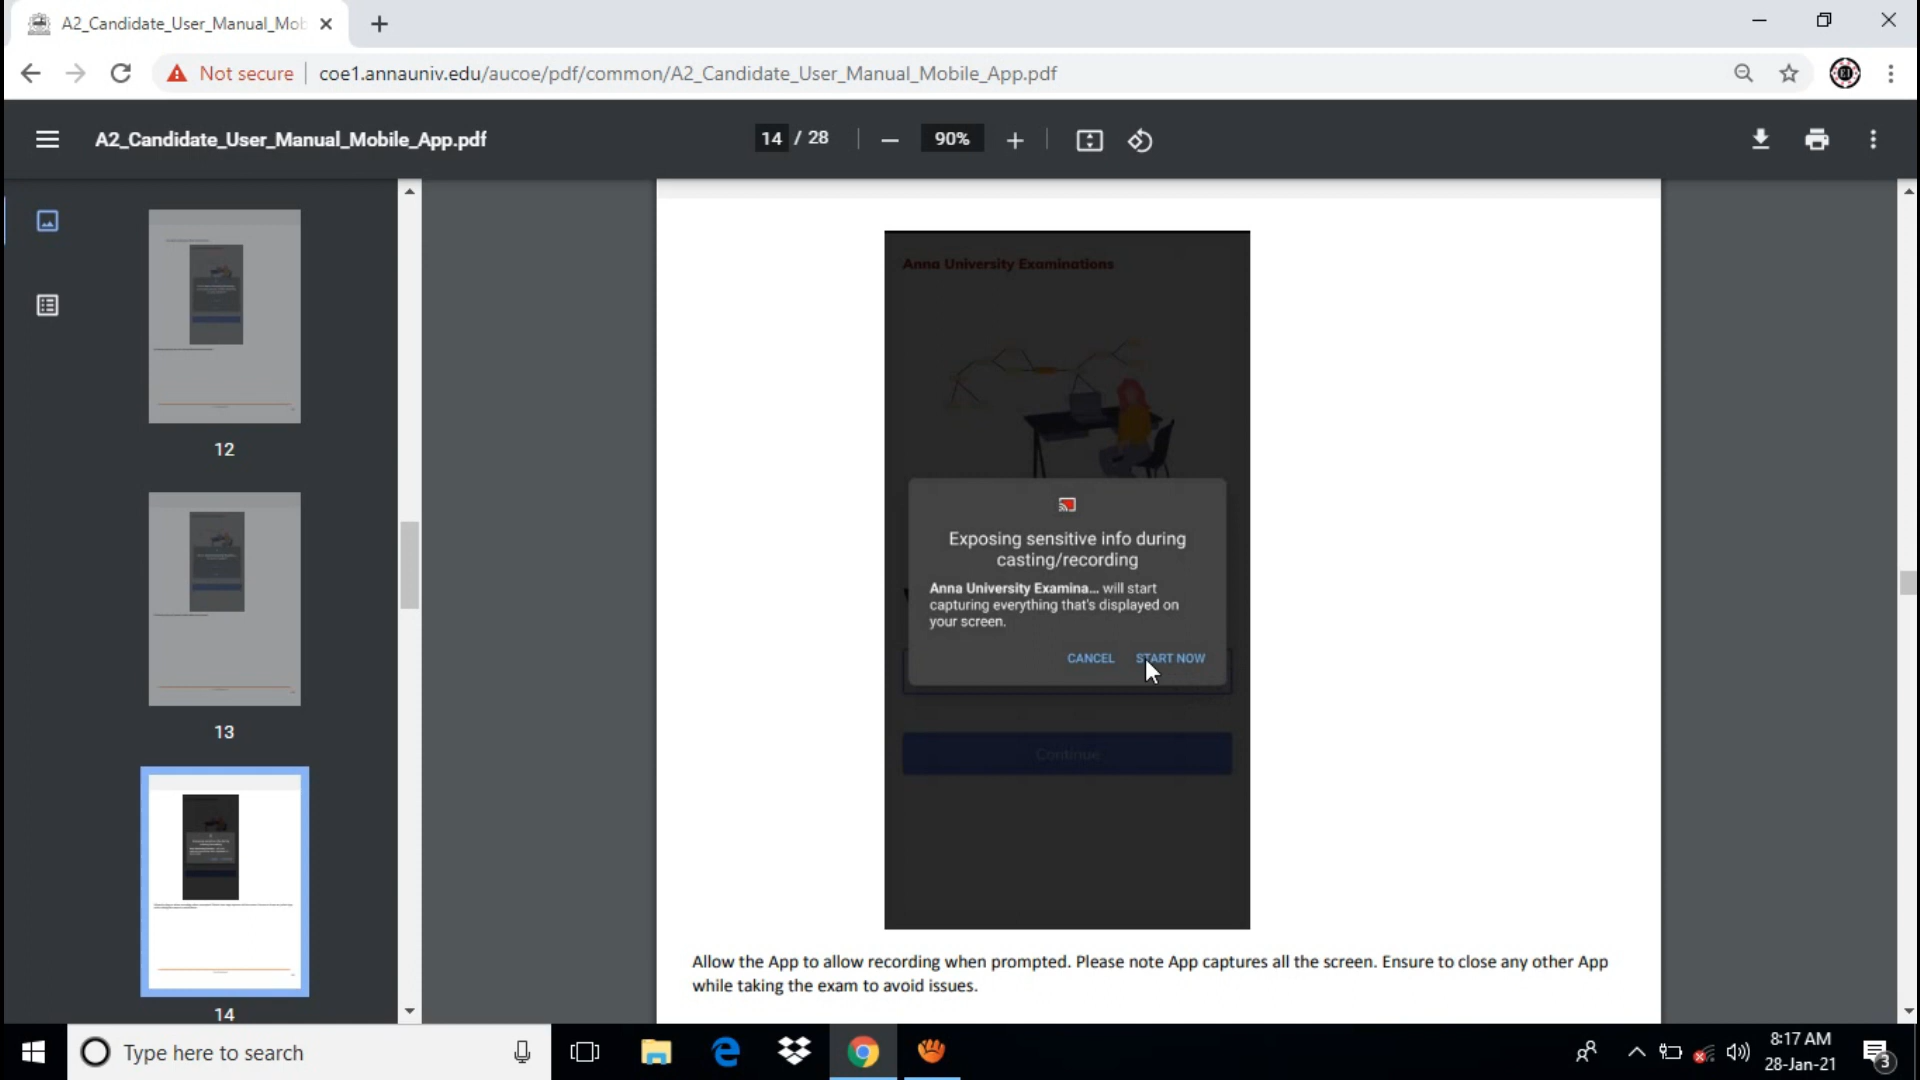 A2_Candidate_User_Manual_Mob
Not secure
coe1.annauniv.edu/aucoe/pdf/common/A2_Candidate_User_Manual_Mobile_App.pdf
A2_Candidate_User_Manual_Mobile_App.pdf
14 / 28
90%
12
13
14
Anna University Examinations
Exposing sensitive info during
casting/recording
Anna University Examina... will start
capturing everything that's displayed on
your screen.
CANCEL START NOW
Continue
Allow the App to allow recording when prompted. Please note App captures all the screen. Ensure to close any other App
while taking the exam to avoid issues.
Type here to search
8:17 AM
28-Jan-21
3